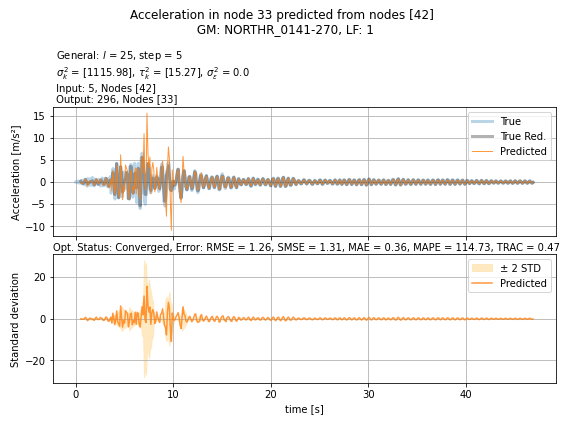 Acceleration in node 33 predicted from nodes [42]
GM: NORTHR_0141-270, LF: 1
General: l = 25, step = 5
σ²ₖ = [1115.98], τ²ₖ = [15.27], σ²ε = 0.0
Input: 5, Nodes [42]
Output: 296, Nodes [33]
Acceleration [m/s²]
15
10
5
0
−5
−10
True
True Red.
Predicted
Opt. Status: Converged, Error: RMSE = 1.26, SMSE = 1.31, MAE = 0.36, MAPE = 114.73, TRAC = 0.47
Standard deviation
20
0
−20
± 2 STD
Predicted
0 10 20 30 40
time [s]